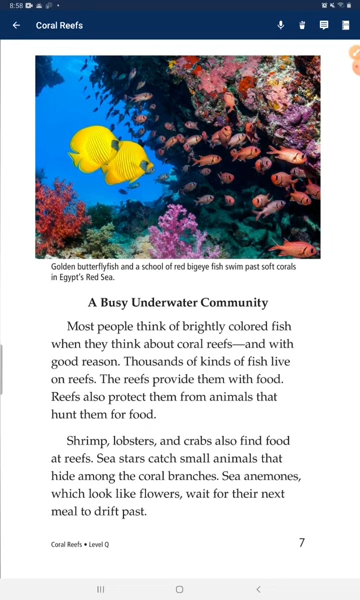 8:58
Coral Reefs
Golden butterflyfish and a school of red bigeye fish swim past soft corals
in Egypt's Red Sea.
A Busy Underwater Community
Most people think of brightly colored fish
when they think about coral reefs—and with
good reason. Thousands of kinds of fish live
on reefs. The reefs provide them with food.
Reefs also protect them from animals that
hunt them for food.
Shrimp, lobsters, and crabs also find food
at reefs. Sea stars catch small animals that
hide among the coral branches. Sea anemones,
which look like flowers, wait for their next
meal to drift past.
Coral Reefs • Level Q 7